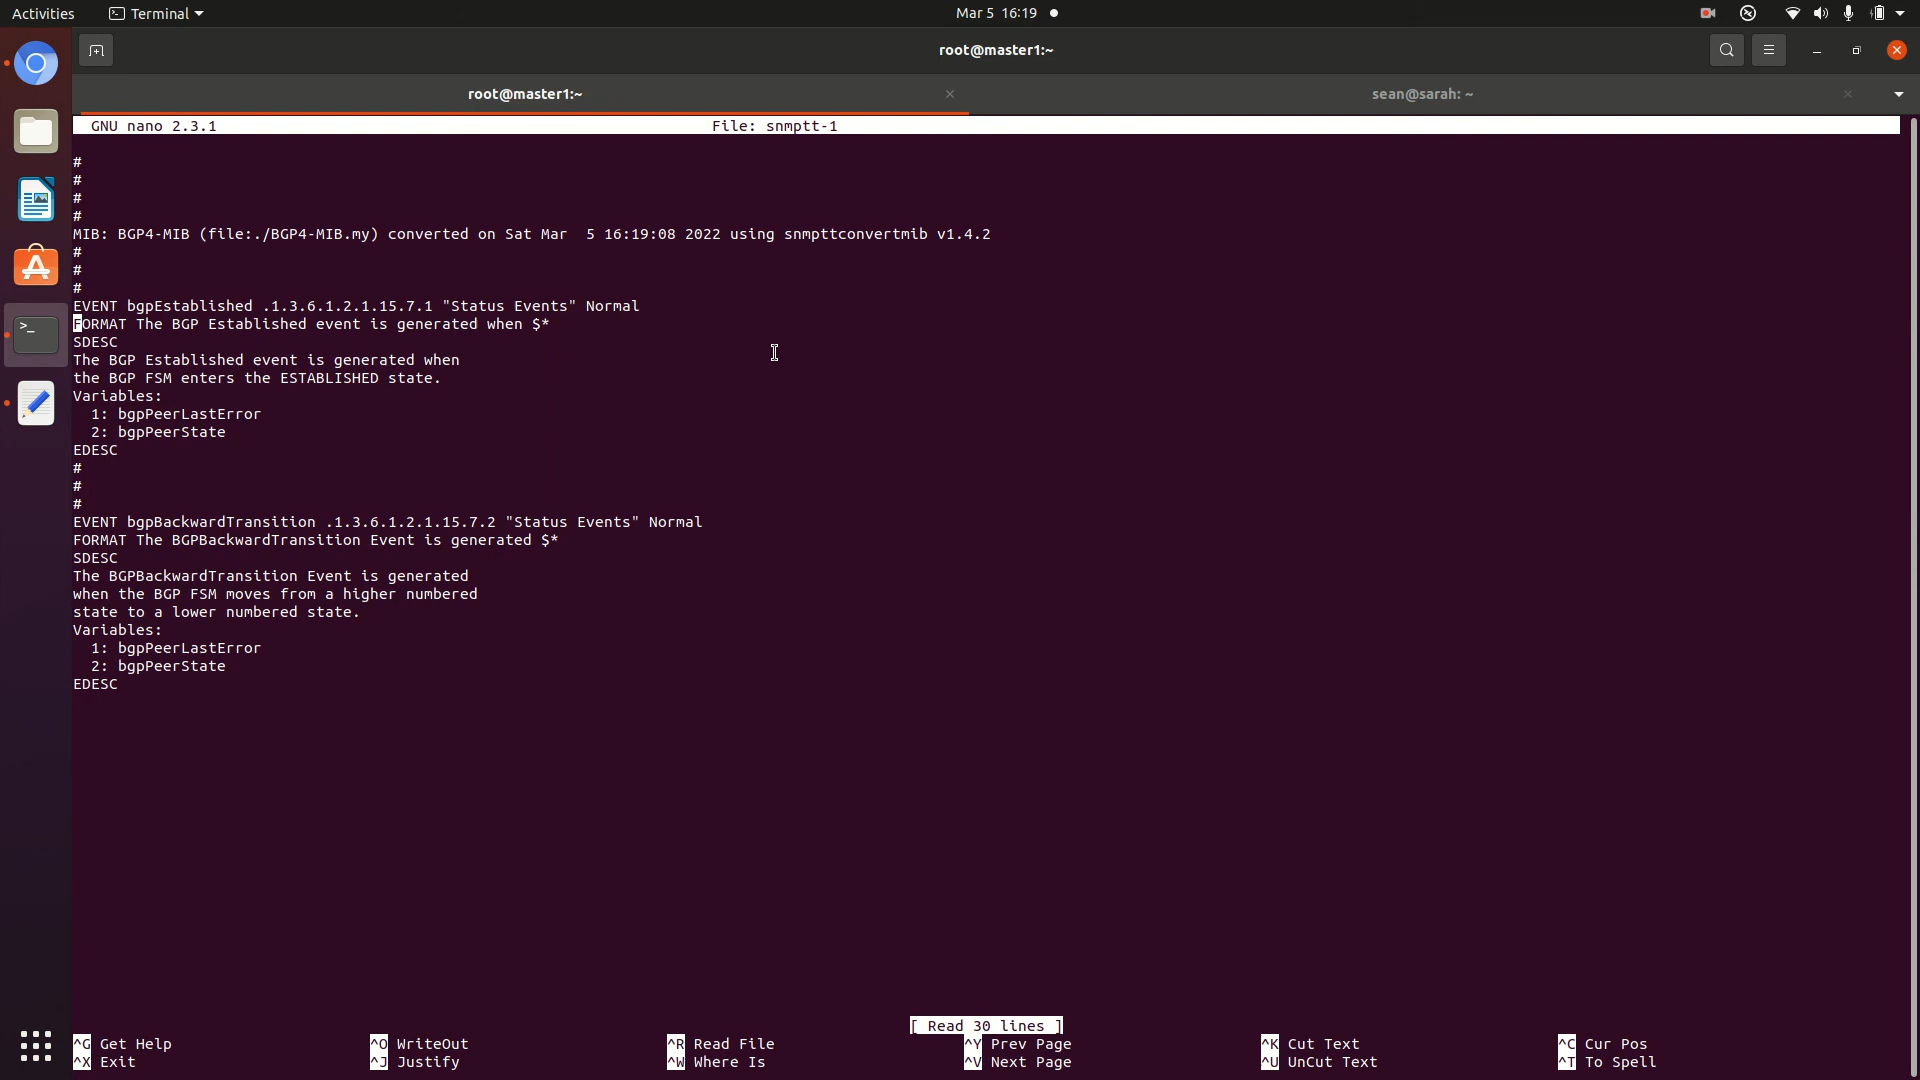 Activities
Terminal
Mar 5 16:19
root@master1:~
root@master1:~
sean@sarah: ~
GNU nano 2.3.1 File: snmptt-1
#
#
#
#
MIB: BGP4-MIB (file:./BGP4-MIB.my) converted on Sat Mar  5 16:19:08 2022 using snmpttconvertmib v1.4.2
#
#
#
EVENT bgpEstablished .1.3.6.1.2.1.15.7.1 "Status Events" Normal
FORMAT The BGP Established event is generated when $*
SDESC
The BGP Established event is generated when
the BGP FSM enters the ESTABLISHED state.
Variables:
  1: bgpPeerLastError
  2: bgpPeerState
EDESC
#
#
#
EVENT bgpBackwardTransition .1.3.6.1.2.1.15.7.2 "Status Events" Normal
FORMAT The BGPBackwardTransition Event is generated $*
SDESC
The BGPBackwardTransition Event is generated
when the BGP FSM moves from a higher numbered
state to a lower numbered state.
Variables:
  1: bgpPeerLastError
  2: bgpPeerState
EDESC
[ Read 30 lines ]
^G Get Help ^O WriteOut ^R Read File ^Y Prev Page ^K Cut Text ^C Cur Pos
^X Exit ^J Justify ^W Where Is ^V Next Page ^U UnCut Text ^T To Spell